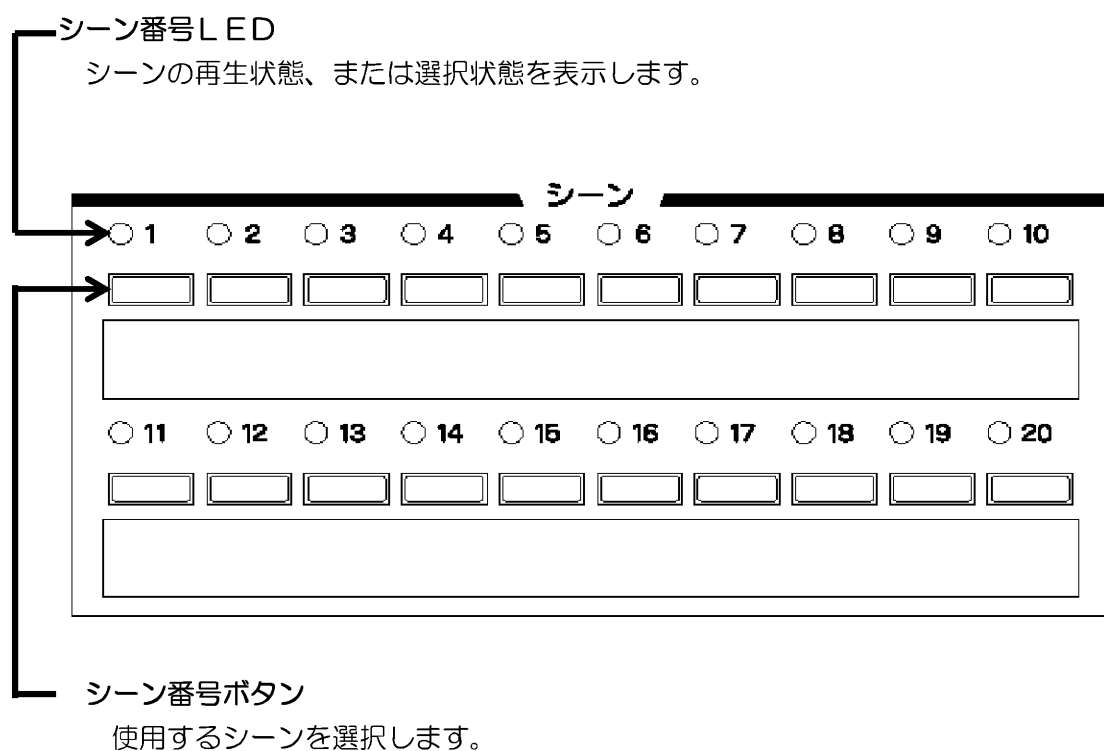 シーン番号ＬＥＤ
シーンの再生状態、または選択状態を表示します。
シーン
1 2 3 4 5 6 7 8 9 10
11 12 13 14 15 16 17 18 19 20
シーン番号ボタン
使用するシーンを選択します。